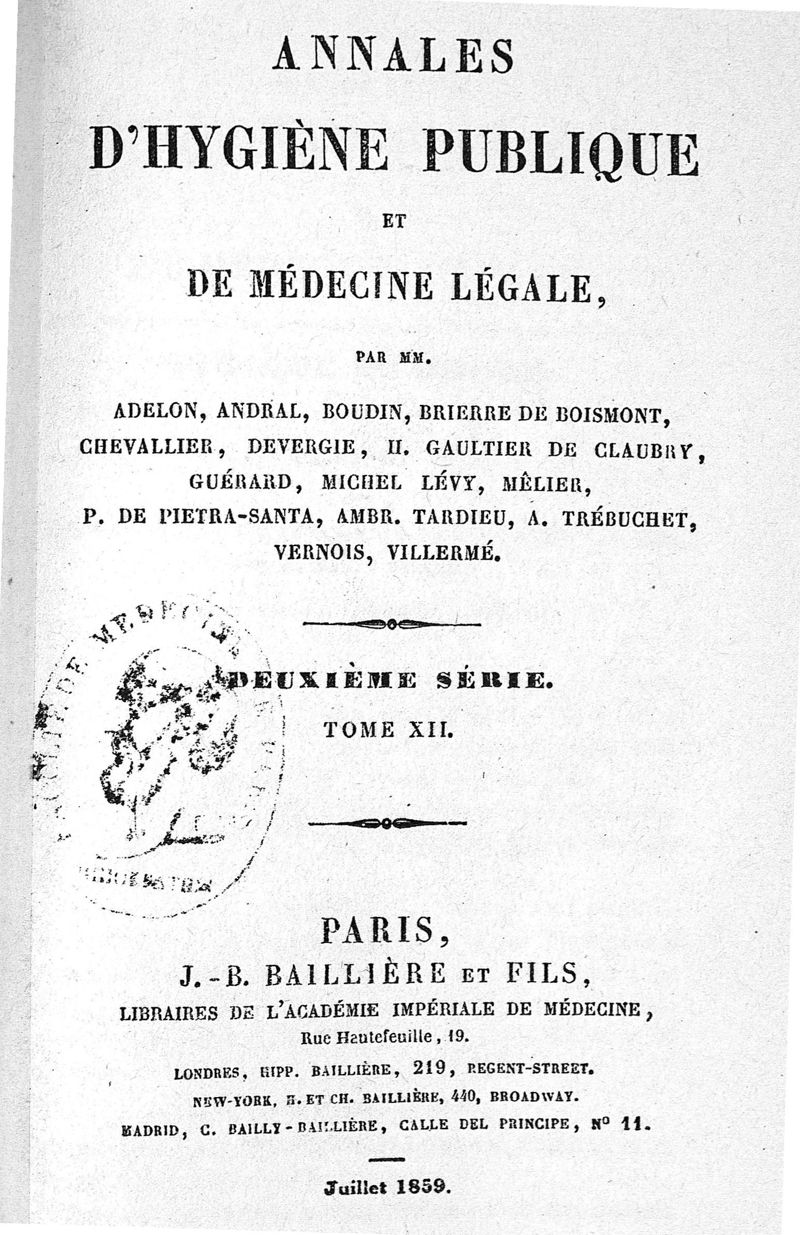 ANNALES
D'HYGIÈNE PUBLIQUE
ET
DE MÉDECINE LÉGALE,
PAR MM.
ADELON, ANDRAL, BOUDIN, BRIERRE DE BOISMONT,
CHEVALLIER, DEVERGIE, H. GAULTIER DE CLAUBRY,
GUÉRARD, MICHEL LÉVY, MÊLIER,
P. DE PIETRA-SANTA, AMBR. TARDIEU, A. TRÉBUCHET,
VERNOIS, VILLERMÉ.
DE MEDECINE
DEUXIÈME SÉRIE.
TOME XII.
PARIS,
J.-B. BAILLIÈRE ET FILS,
LIBRAIRES DE L'ACADÉMIE IMPÉRIALE DE MÉDECINE,
Rue Hautefeuille, 19.
LONDRES, HIPP. BAILLIÈRE, 219, REGENT-STREET.
NEW-YORK, H. ET CH. BAILLIÈRE, 440, BROADWAY.
MADRID, C. BAILLY-BAILLIÈRE, CALLE DEL PRINCIPE, Nº 11.
Juillet 1859.